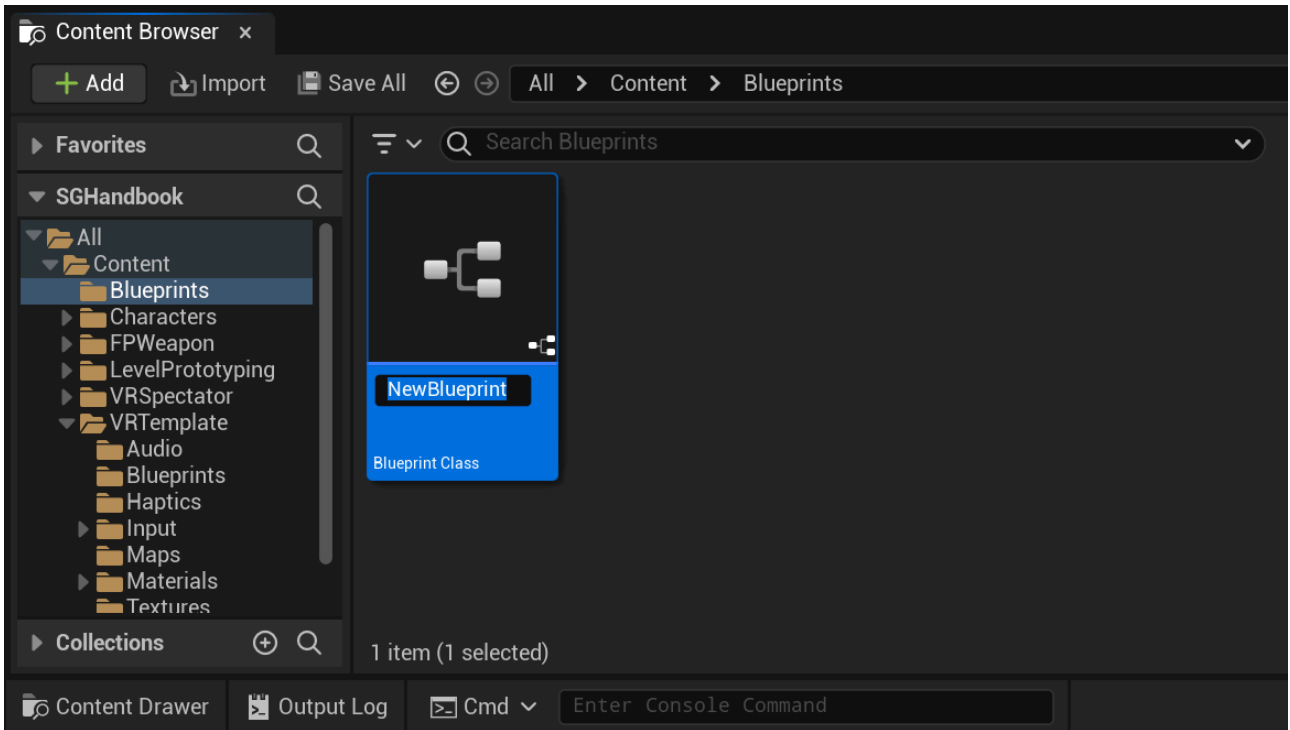 Content Browser
Add Import Save All All Content Blueprints
Favorites
Search Blueprints
SGHandbook
All
Content
Blueprints
Characters
FPWeapon
LevelPrototyping
VRSpectator
VRTemplate
Audio
Blueprints
Haptics
Input
Maps
Materials
Textures
Collections
NewBlueprint
Blueprint Class
1 item (1 selected)
Content Drawer Output Log Cmd Enter Console Command